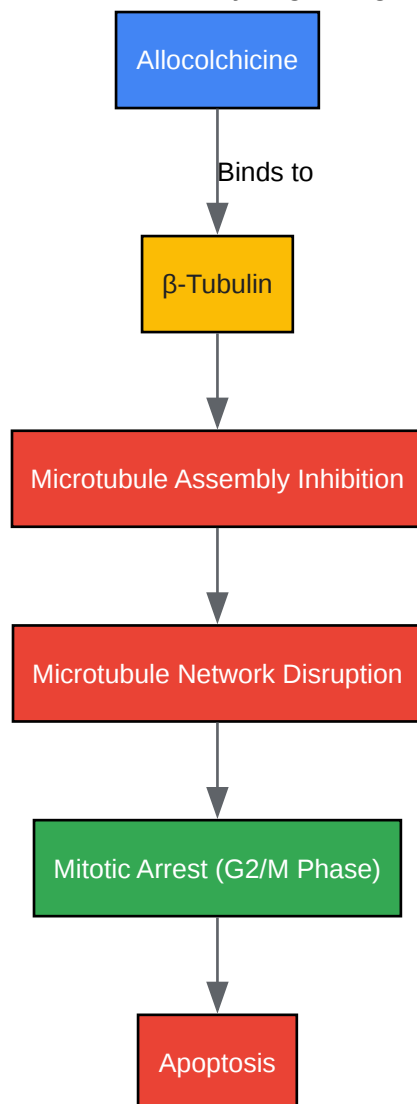 Allocolchicine
Binds to
β-Tubulin
Microtubule Assembly Inhibition
Microtubule Network Disruption
Mitotic Arrest (G2/M Phase)
Apoptosis